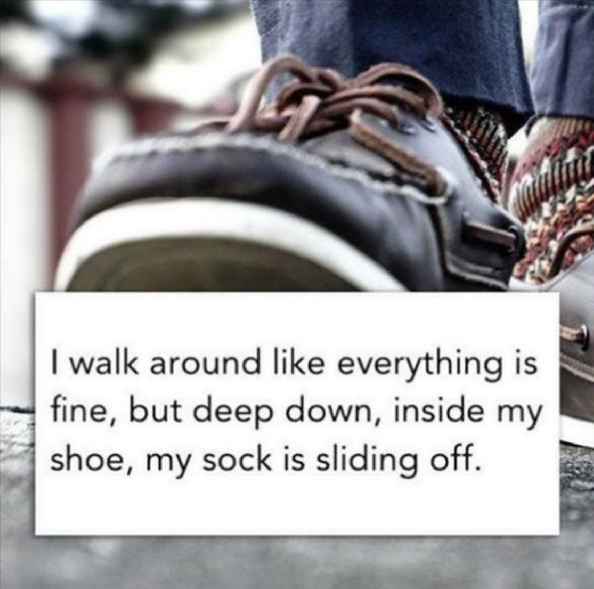 I walk around like everything is
fine, but deep down, inside my
shoe, my sock is sliding off.